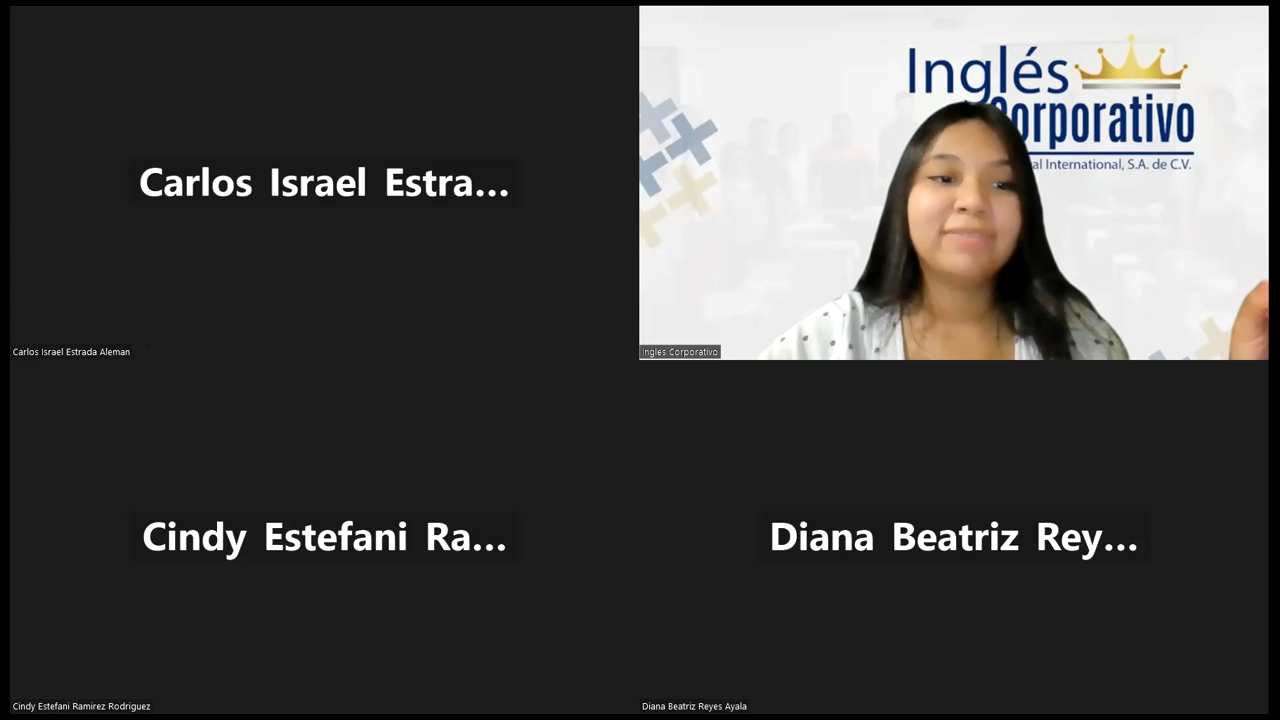 Carlos Israel Estra...
Carlos Israel Estrada Aleman
Inglés
Corporativo
al International, S.A. de C.V.
Ingles Corporativo
Cindy Estefani Ra...
Cindy Estefani Ramirez Rodriguez
Diana Beatriz Rey...
Diana Beatriz Reyes Ayala